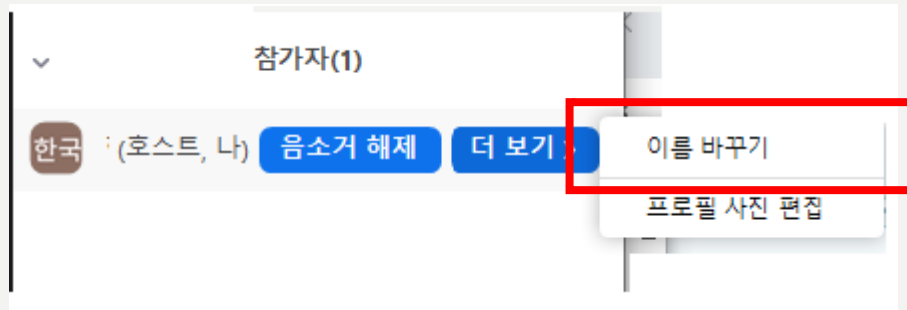 참가자(1)
한국 (호스트, 나) 음소거 해제 더 보기 >
이름 바꾸기
프로필 사진 편집